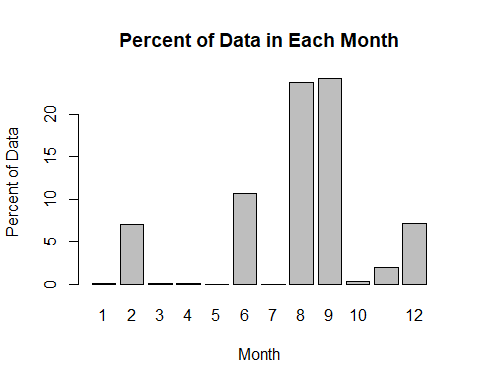 Percent of Data in Each Month
Percent of Data
20
15
10
5
0
1 2 3 4 5 6 7 8 9 10 12
Month